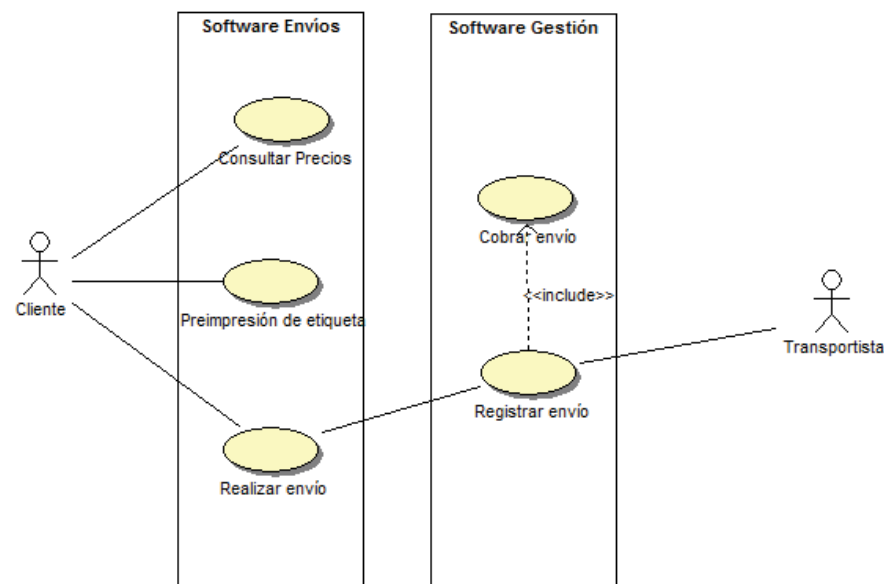 Software Envíos
Software Gestión
Consultar Precios
Cobrar envío
Cliente
Preimpresión de etiqueta
<<include>>
Transportista
Registrar envío
Realizar envío